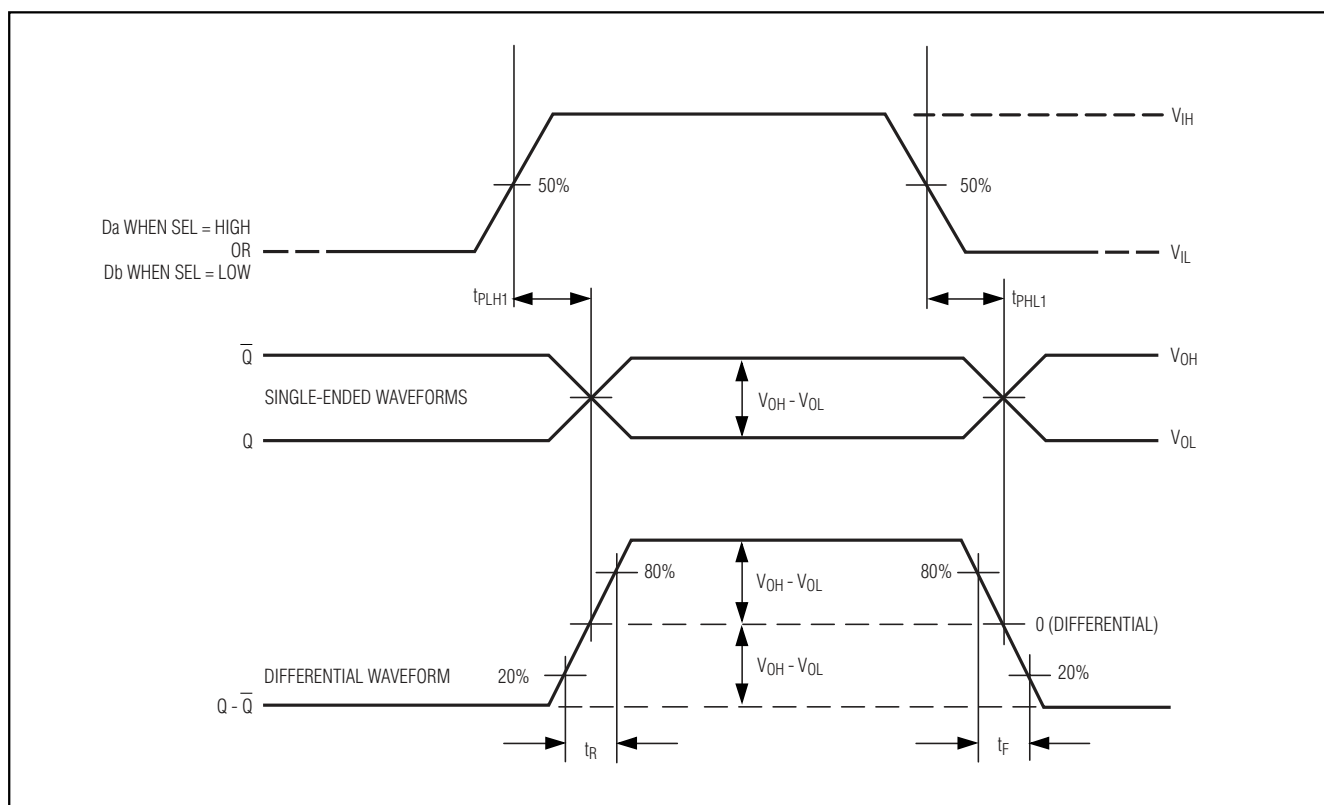 V_IH
50%
50%
Da WHEN SEL = HIGH
OR
Db WHEN SEL = LOW
V_IL
t_PLH1
t_PHL1
Q̅
V_OH
SINGLE-ENDED WAVEFORMS
V_OH - V_OL
Q
V_OL
80%
V_OH - V_OL
80%
0 (DIFFERENTIAL)
V_OH - V_OL
DIFFERENTIAL WAVEFORM
20%
20%
Q - Q̅
t_R
t_F